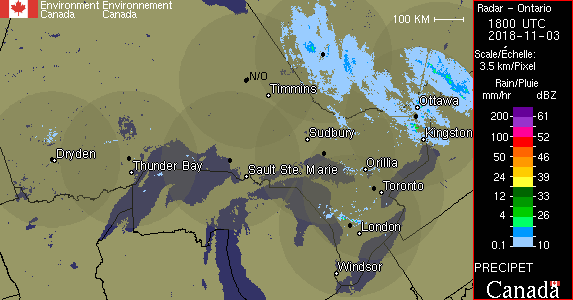 Environment Environnement
Canada Canada
100 KM
N/O
Timmins
Ottawa
Sudbury
Kingston
Dryden
Thunder Bay
Sault Ste. Marie
Orillia
Toronto
London
Windsor
Radar - Ontario
1800 UTC
2018-11-03
Scale/Échelle:
3.5 km/Pixel
Rain/Pluie
mm/hr dBZ
200 61
100 52
50 46
24 39
12 33
4 26
0.1 10
PRECIPET
Canada